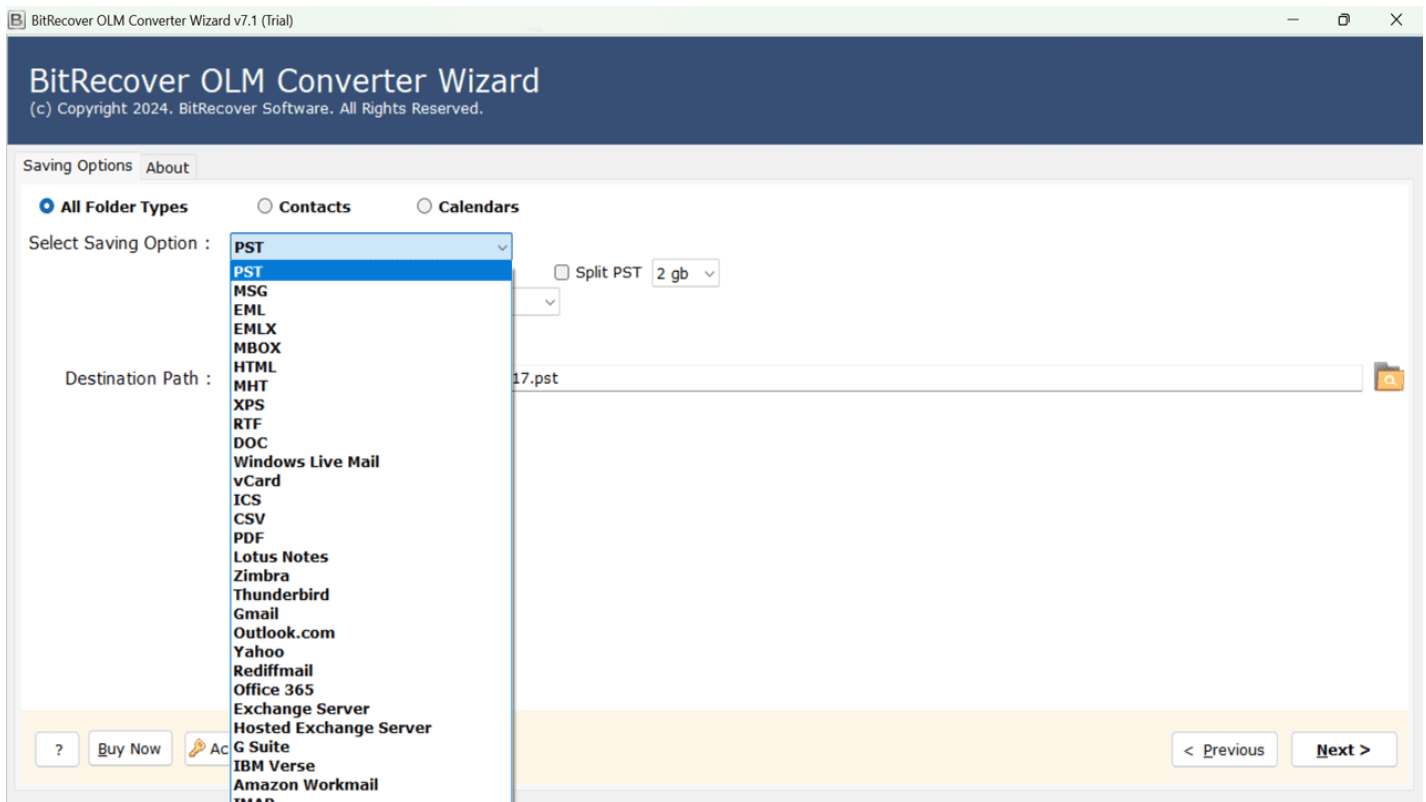 BitRecover OLM Converter Wizard v7.1 (Trial)
BitRecover OLM Converter Wizard
(c) Copyright 2024. BitRecover Software. All Rights Reserved.
Saving Options About
All Folder Types Contacts Calendars
Select Saving Option : PST
PST
Split PST 2 gb
MSG
EML
EMLX
MBOX
HTML
Destination Path : 17.pst
MHT
XPS
RTF
DOC
Windows Live Mail
vCard
ICS
CSV
PDF
Lotus Notes
Zimbra
Thunderbird
Gmail
Outlook.com
Yahoo
Rediffmail
Office 365
Exchange Server
Hosted Exchange Server
G Suite
IBM Verse
Amazon Workmail
IMAP
? Buy Now Ac < Previous Next >